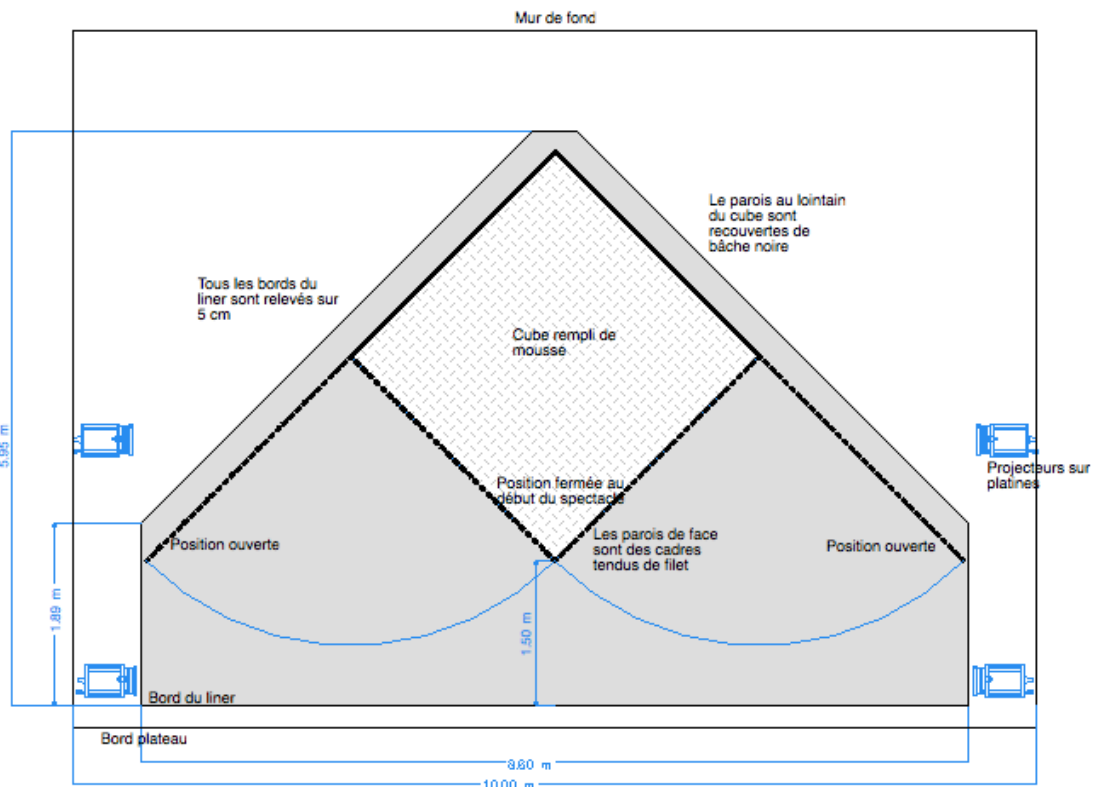 Mur de fond
Le parois au lointain
du cube sont
recouvertes de
bâche noire
Tous les bords du
liner sont relevés sur
5 cm
Cube rempli de
mousse
5.95 m
Projecteurs sur
platines
Position fermée au
début du spectacle
Les parois de face
sont des cadres
tendus de filet
Position ouverte
Position ouverte
1.89 m
1.50 m
Bord du liner
Bord plateau
8.60 m
10.00 m